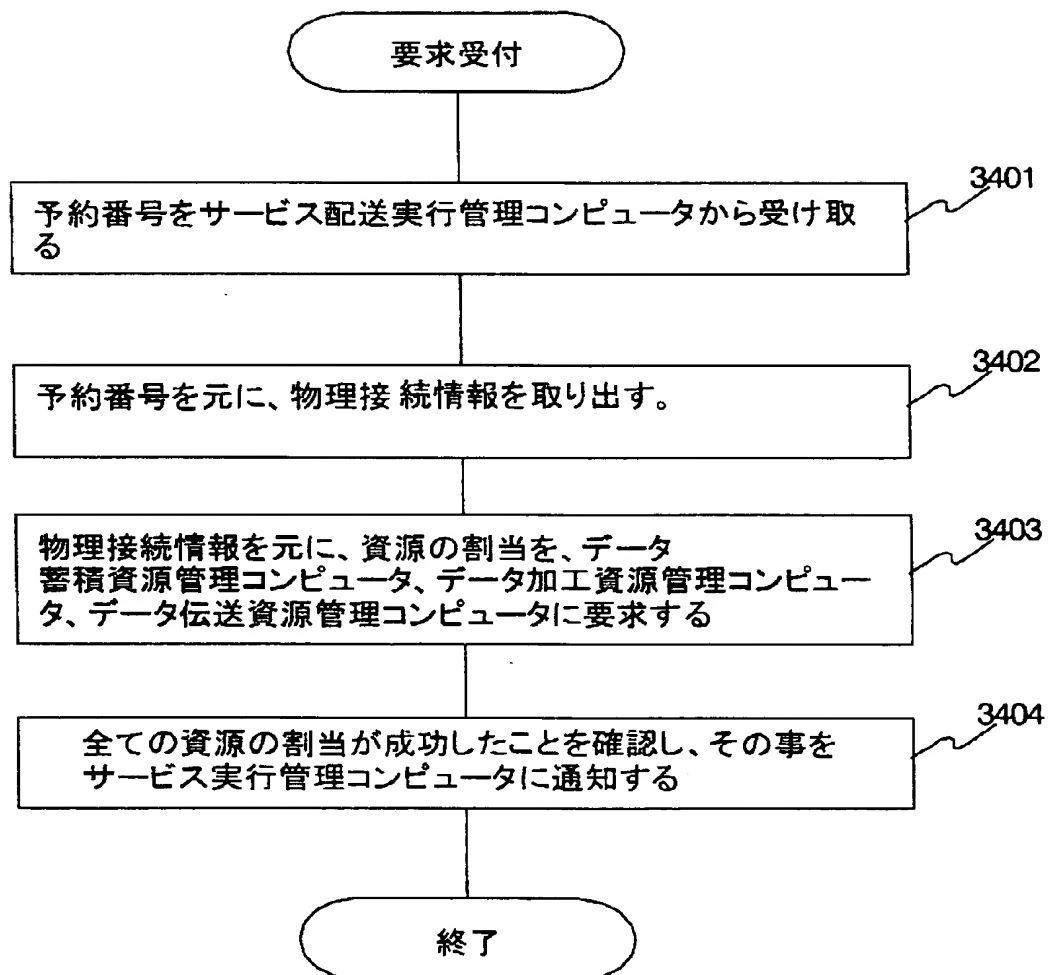 要求受付
3401
予約番号をサービス配送実行管理コンピュータから受け取
る
3402
予約番号を元に、物理接続情報を取り出す。
3403
物理接続情報を元に、資源の割当を、データ
蓄積資源管理コンピュータ、データ加工資源管理コンピュー
タ、データ伝送資源管理コンピュータに要求する
3404
全ての資源の割当が成功したことを確認し、その事を
サービス実行管理コンピュータに通知する
終了